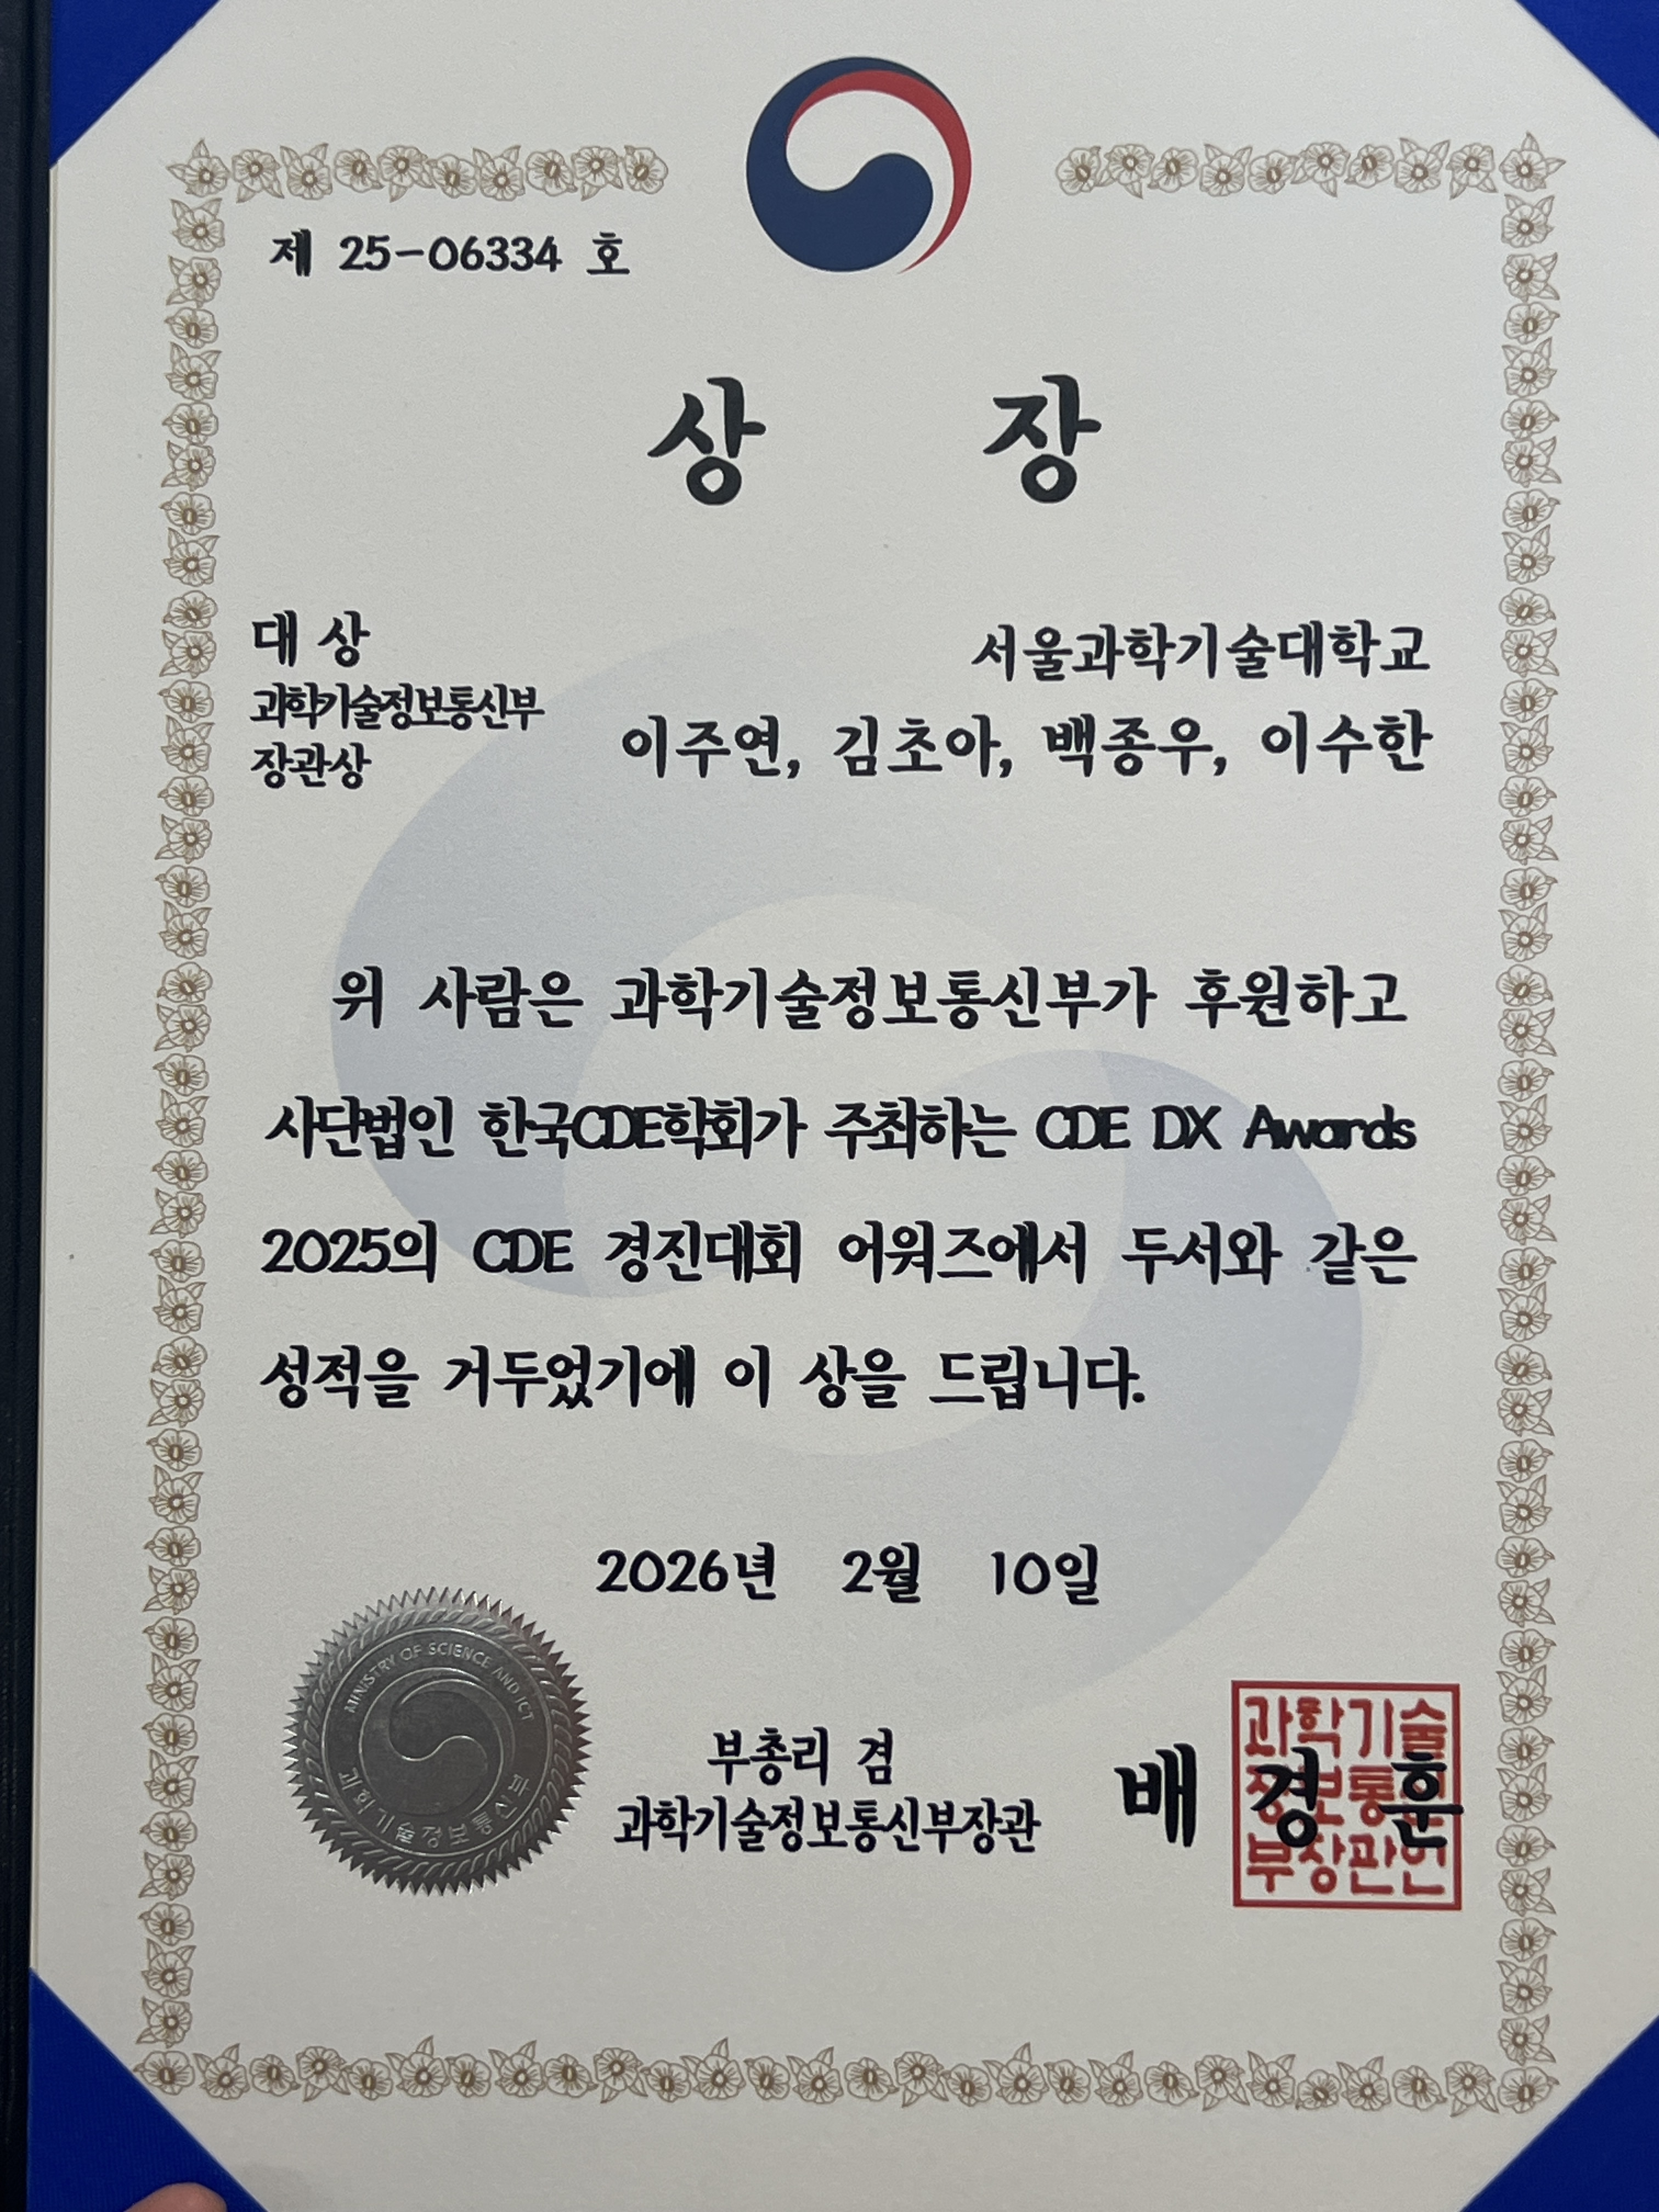 제 25-06334 호
상 장
대 상
과학기술정보통신부
장관상
서울과학기술대학교
이주연, 김초아, 백종우, 이수한
위 사람은 과학기술정보통신부가 후원하고
사단법인 한국CDE학회가 주최하는 CDE DX Awards
2025의 CDE 경진대회 어워즈에서 두서와 같은
성적을 거두었기에 이 상을 드립니다.
2026년 2월 10일
MINISTRY OF SCIENCE AND ICT
과학기술정보통신부
부총리 겸
과학기술정보통신부장관
배 경 훈
과학기술
정보통신
부장관인